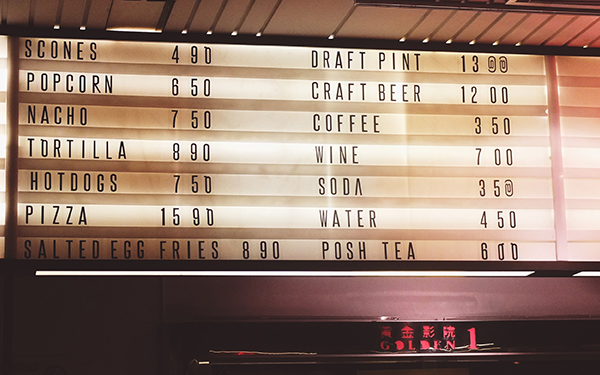 SCONES 4 90 DRAFT PINT 13 00
POPCORN 6 50 CRAFT BEER 12 00
NACHO 7 50 COFFEE 3 50
TORTILLA 8 90 WINE 7 00
HOTDOGS 7 50 SODA 3 50
PIZZA 15 90 WATER 4 50
SALTED EGG FRIES 8 90 POSH TEA 6 00
黃金影院
GOLDEN 1